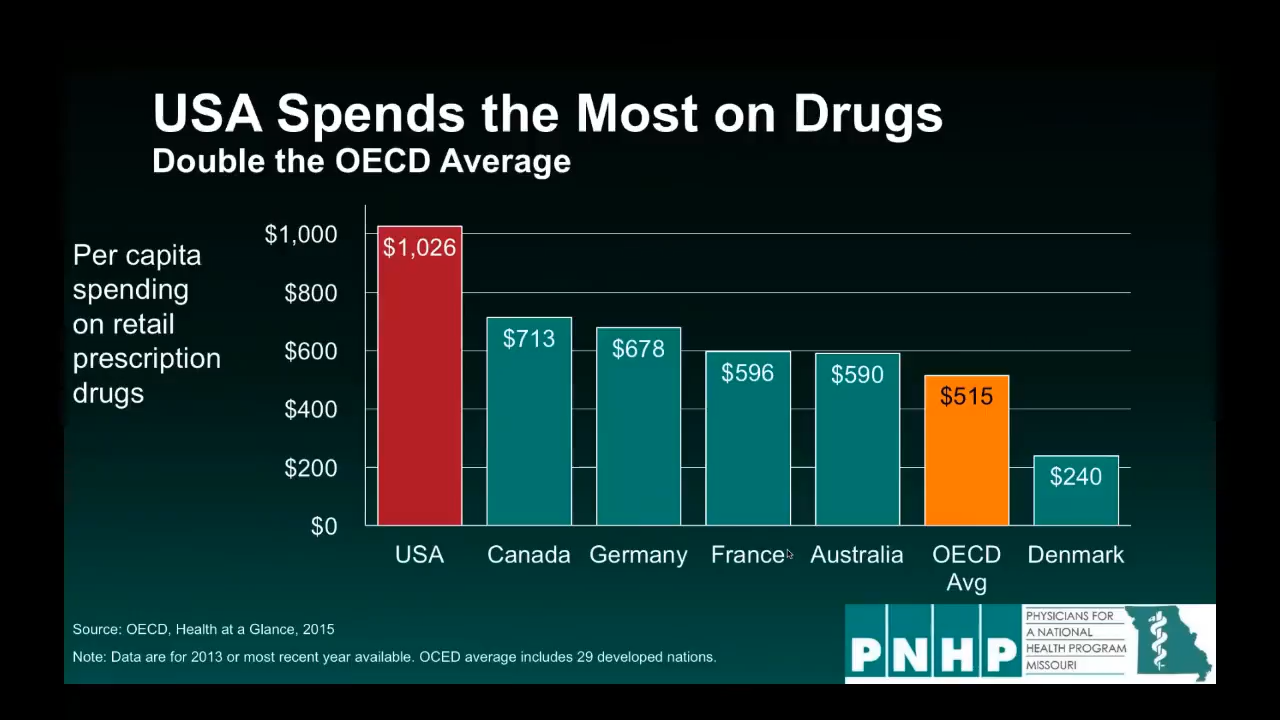 USA Spends the Most on Drugs
Double the OECD Average
Per capita
spending
on retail
prescription
drugs
$1,000
$800
$600
$400
$200
$0
$1,026
$713
$678
$596
$590
$515
$240
USA
Canada
Germany
France
Australia
OECD
Avg
Denmark
Source: OECD, Health at a Glance, 2015
Note: Data are for 2013 or most recent year available. OCED average includes 29 developed nations.
PNHP
PHYSICIANS FOR
A NATIONAL
HEALTH PROGRAM
MISSOURI